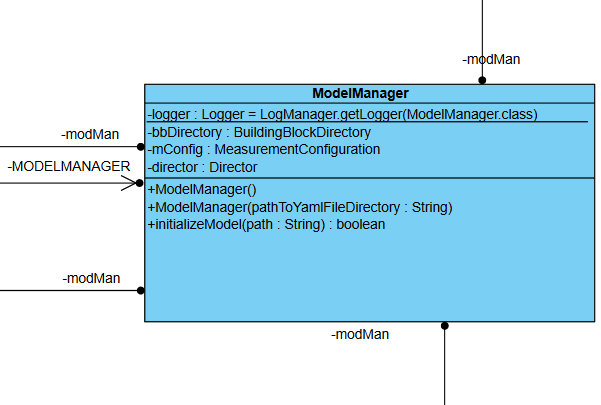 -modMan
ModelManager
-logger : Logger = LogManager.getLogger(ModelManager.class)
-bbDirectory : BuildingBlockDirectory
-modMan
-mConfig : MeasurementConfiguration
-MODELMANAGER
-director : Director
+ModelManager()
+ModelManager(pathToYamlFileDirectory : String)
+initializeModel(path : String) : boolean
-modMan
-modMan